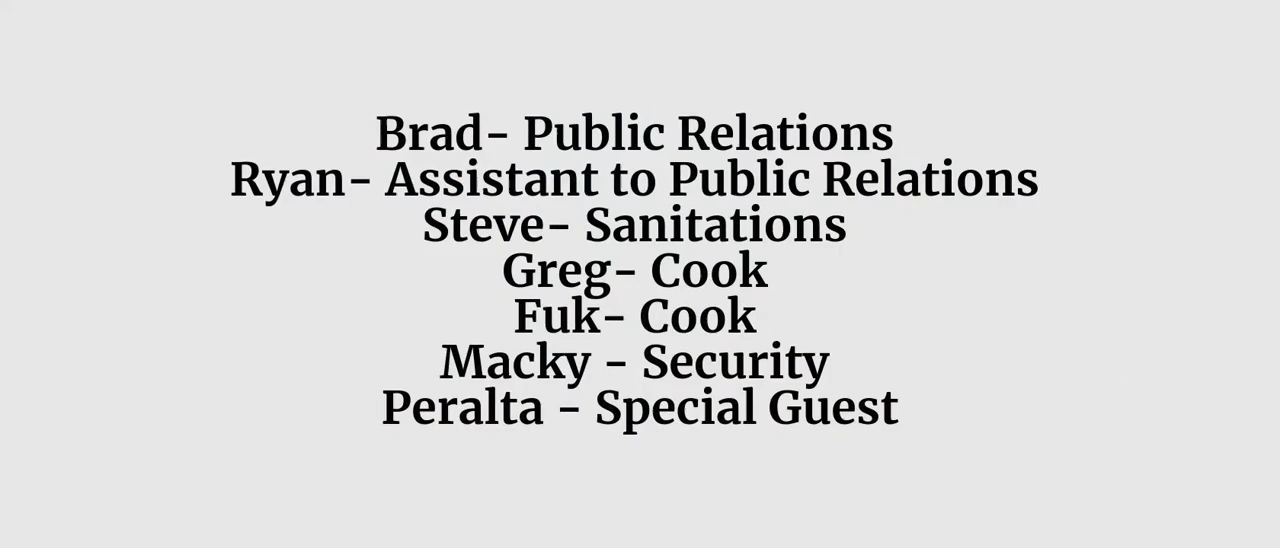 Brad- Public Relations
Ryan- Assistant to Public Relations
Steve- Sanitations
Greg- Cook
Fuk- Cook
Macky - Security
Peralta - Special Guest